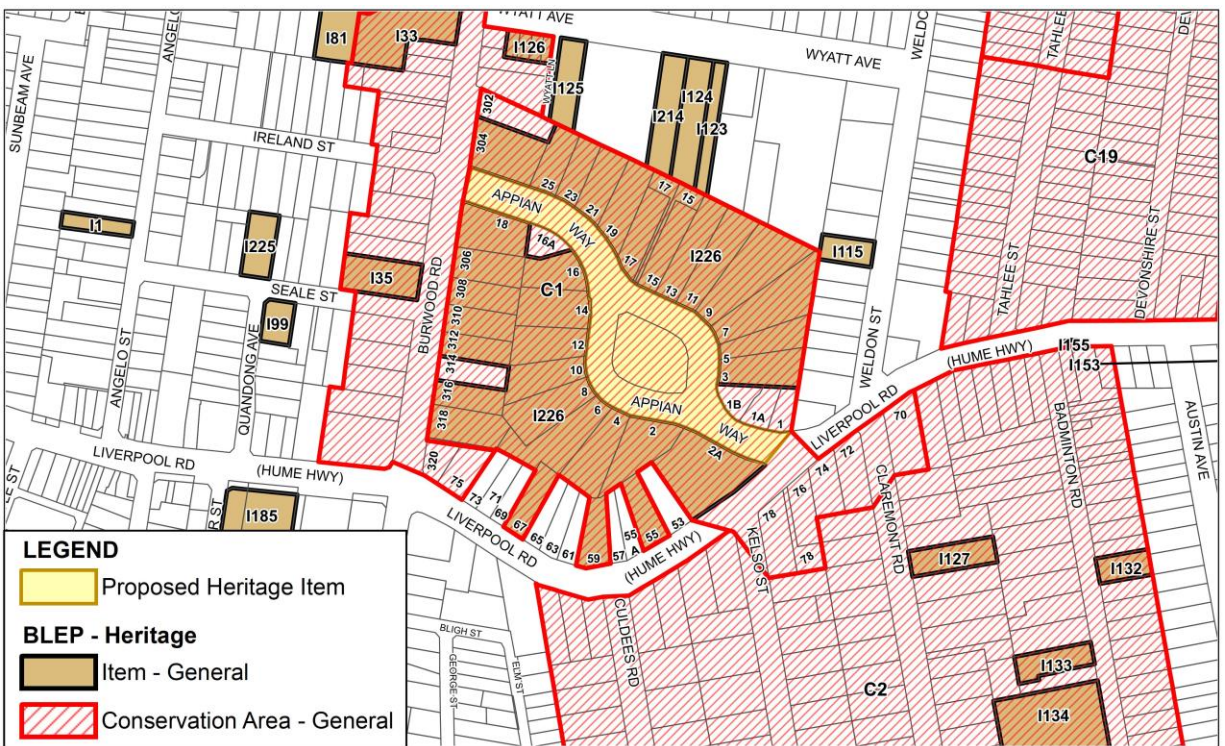 WYATT AVE
I81
I33
I126
WYATT LN
I125
I214
I124
I123
WYATT AVE
WELDO
TAHLEE
DEV
SUNBEAM AVE
ANGELO
IRELAND ST
302
304
C19
I1
I225
I35
SEALE ST
I99
BURWOOD RD
ANGELO ST
QUANDONG AVE
APPIAN
WAY
25
23
21
19
17
15
17
15
13
11
9
7
5
3
I226
I115
WELDON ST
TAHLEE ST
DEVONSHIRE ST
18
16A
16
C1
14
12
10
8
6
4
2
2A
306
308
310
312
314
316
318
320
I226
APPIAN
WAY
1B
1A
1
LIVERPOOL RD
(HUME HWY)
I155
I153
AUSTIN AVE
BADMINTON RD
CLAREMONT RD
70
72
74
76
78
78
KELSO ST
LIVERPOOL RD
(HUME HWY)
I185
75
73
71
69
67
65
63
61
59
57
55
A
55
53
LIVERPOOL RD
(HUME HWY)
CULDEES RD
I127
I132
I133
I134
C2
BLIGH ST
GEORGE ST
ELM ST
LEGEND
Proposed Heritage Item
BLEP - Heritage
Item - General
Conservation Area - General